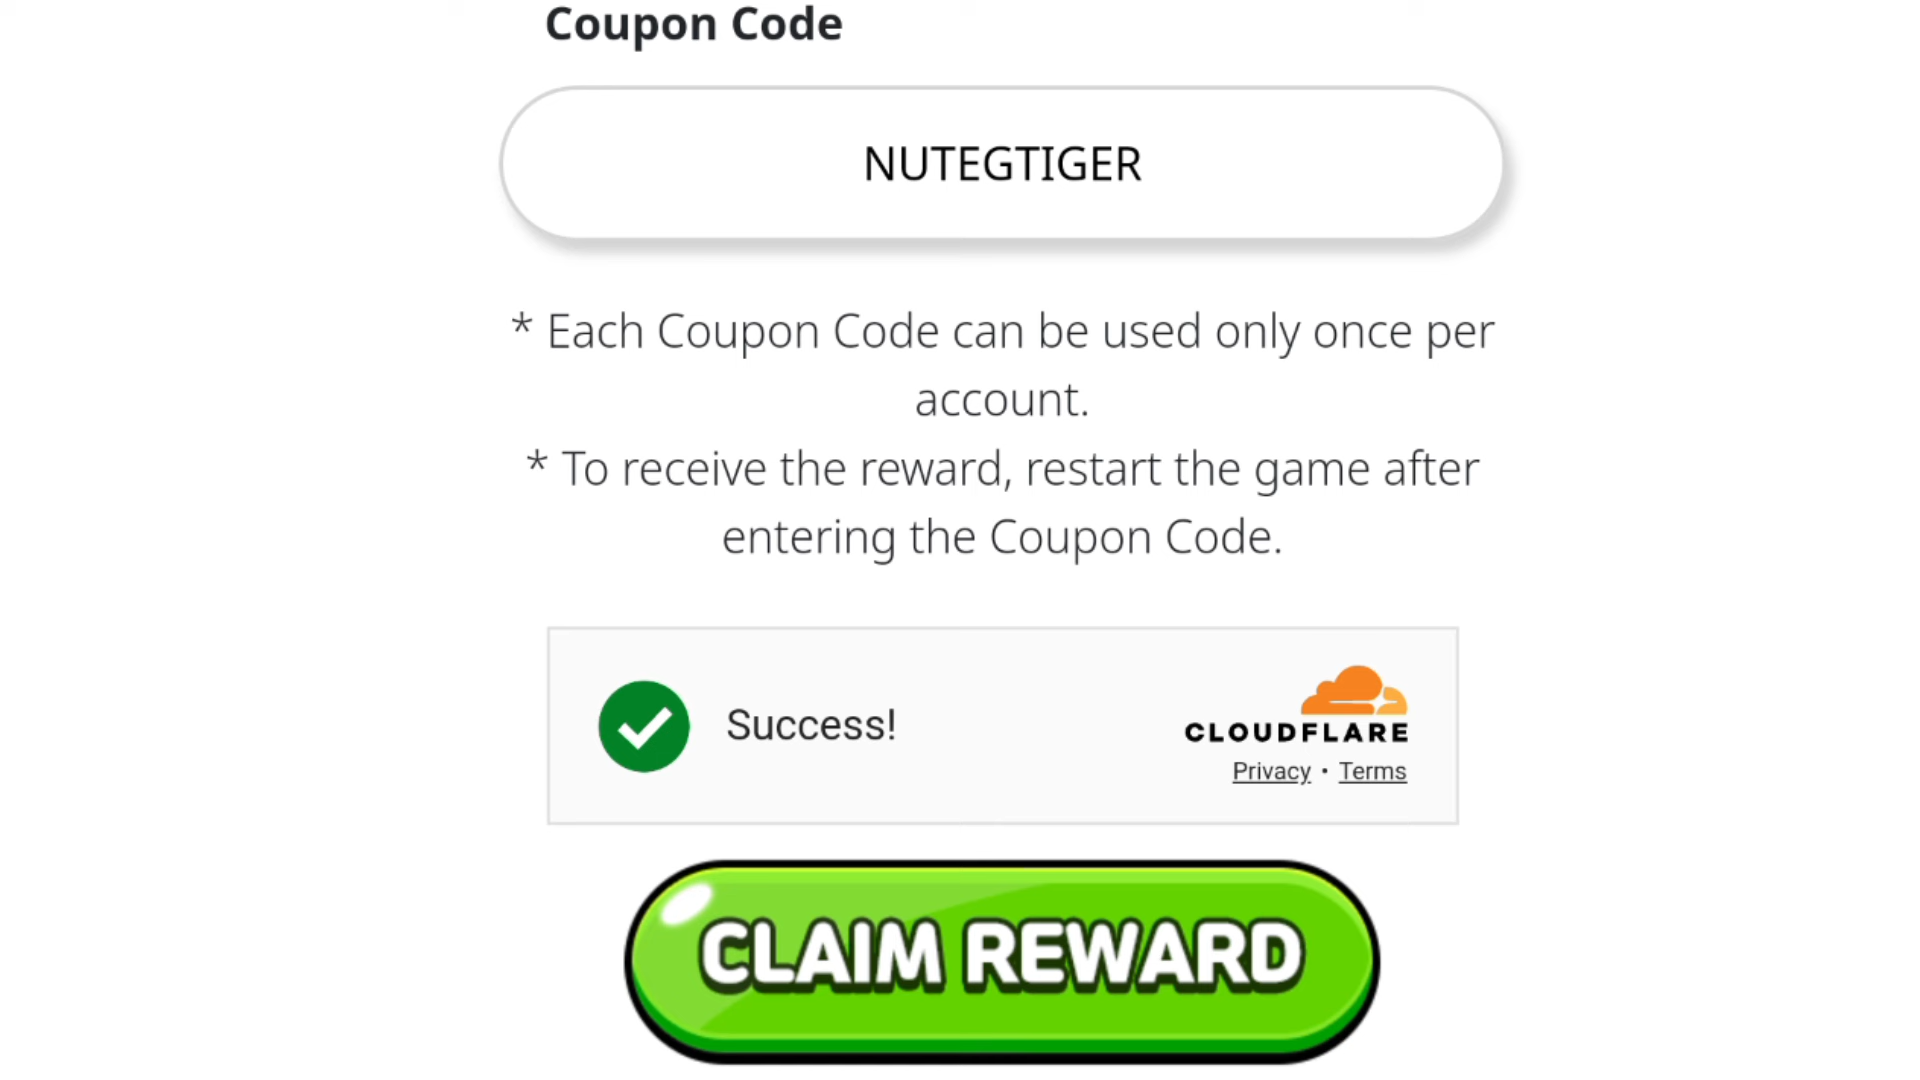 Coupon Code
NUTEGTIGER
* Each Coupon Code can be used only once per
account.
* To receive the reward, restart the game after
entering the Coupon Code.
Success!
CLOUDFLARE
Privacy • Terms
CLAIM REWARD